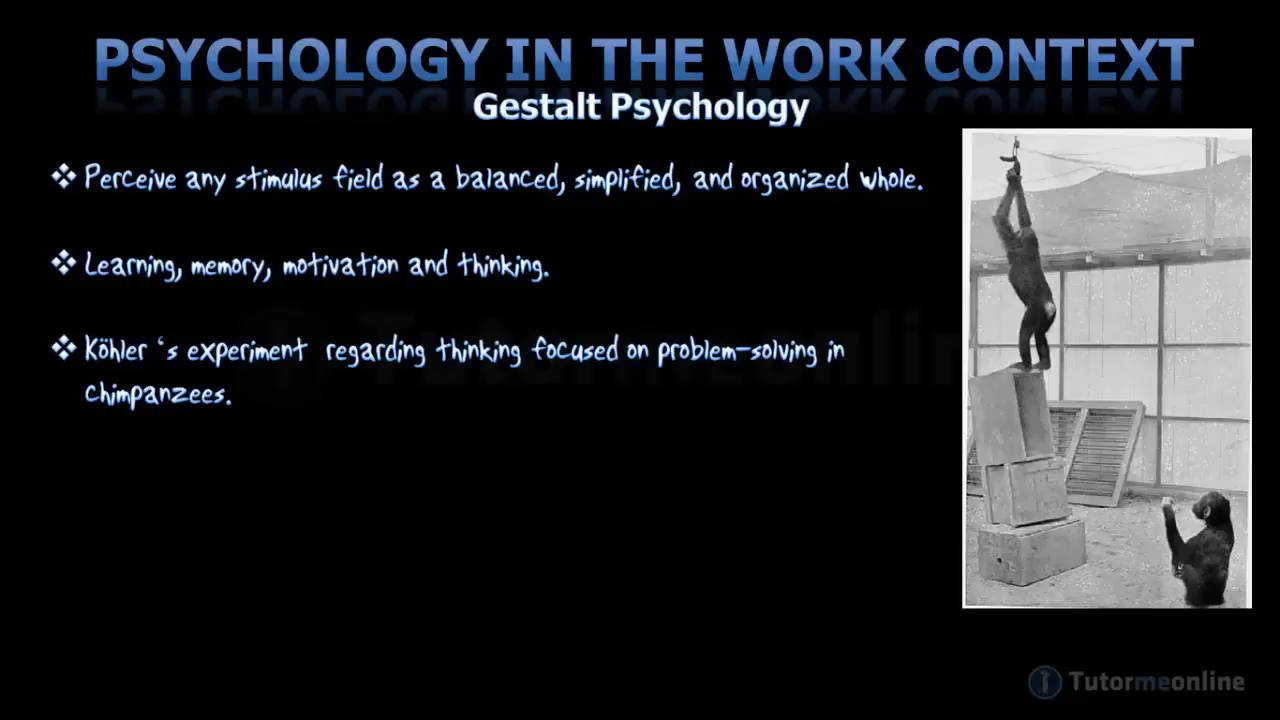 PSYCHOLOGY IN THE WORK CONTEXT
Gestalt Psychology
❖ Perceive any stimulus field as a balanced, simplified, and organized whole.
❖ Learning, memory, motivation and thinking.
❖ Köhler ‘s experiment regarding thinking focused on problem-solving in
chimpanzees.
Tutormeonline
Tutormeonline